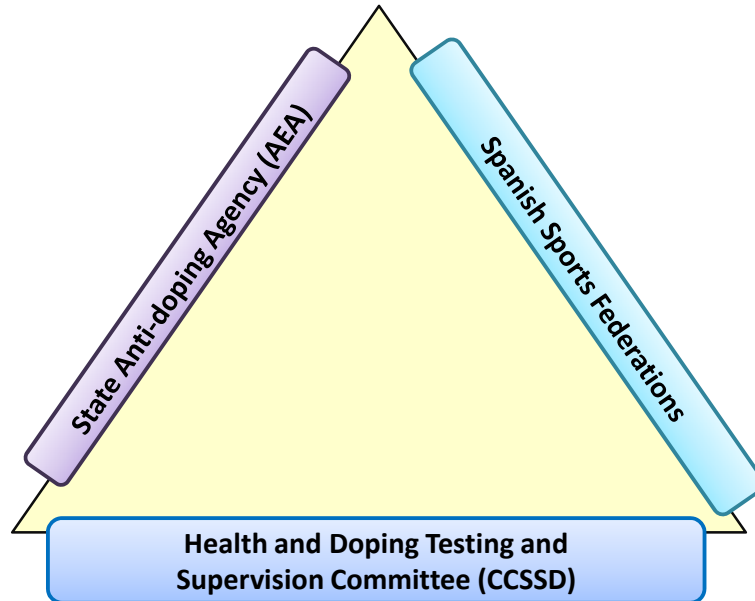 State Anti-doping Agency (AEA)
Spanish Sports Federations
Health and Doping Testing and
Supervision Committee (CCSSD)